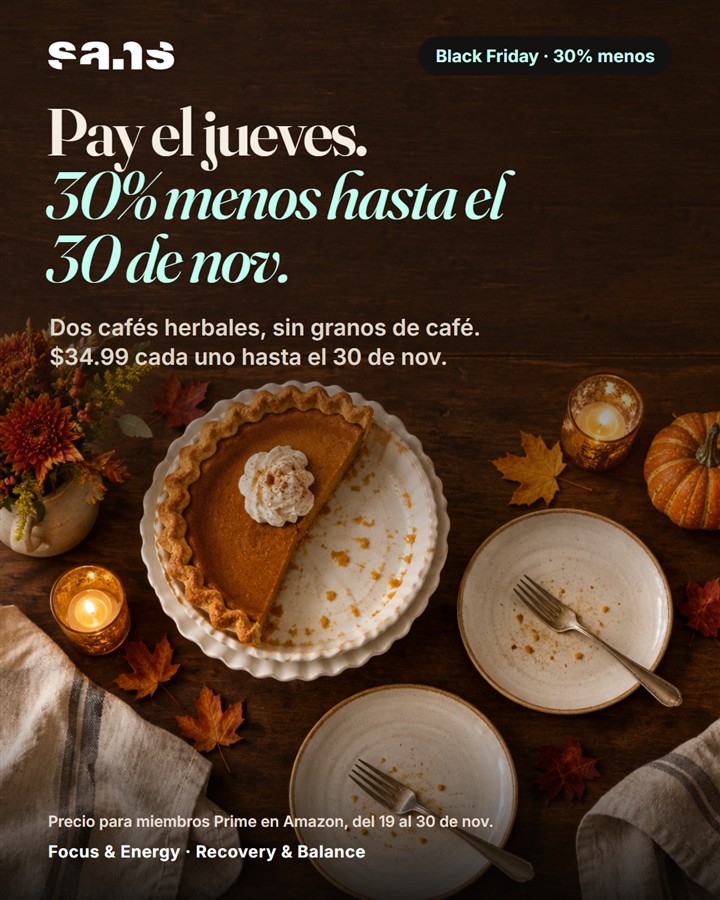 sans
Black Friday · 30% menos
Pay el jueves.
30% menos hasta el
30 de nov.
Dos cafés herbales, sin granos de café.
$34.99 cada uno hasta el 30 de nov.
Precio para miembros Prime en Amazon, del 19 al 30 de nov.
Focus & Energy · Recovery & Balance